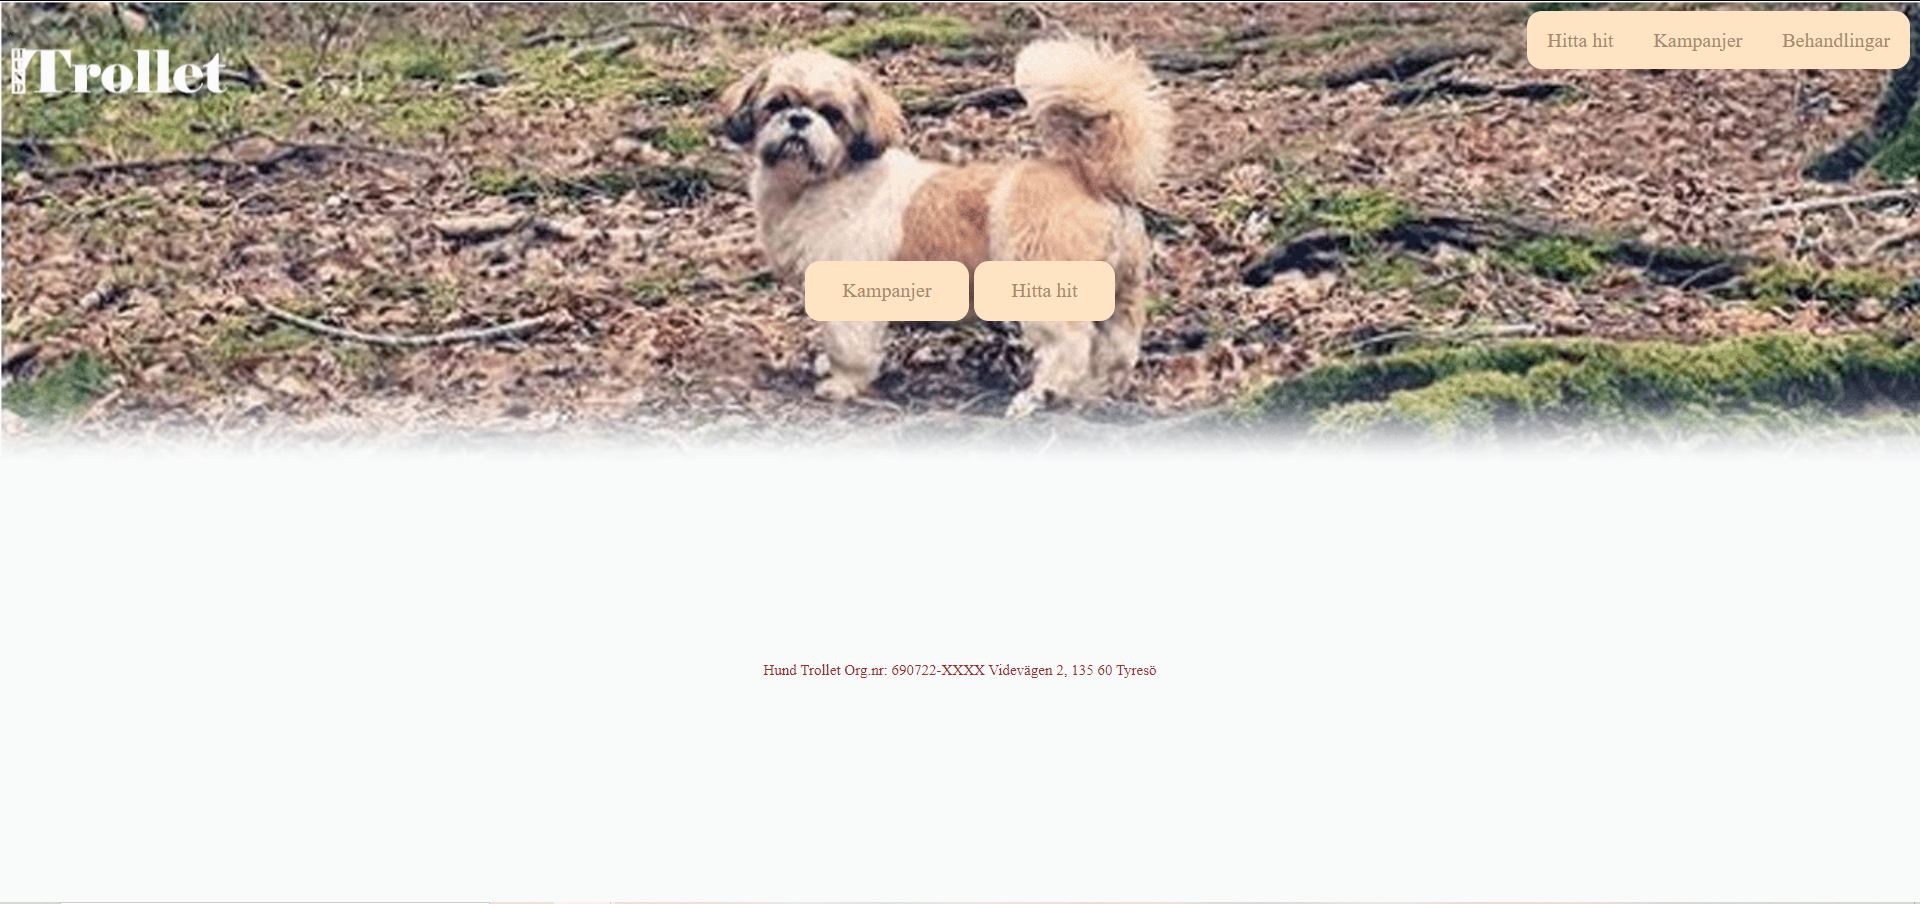 HUND Trollet
Hitta hit Kampanjer Behandlingar
Kampanjer Hitta hit
Hund Trollet Org.nr: 690722-XXXX Videvägen 2, 135 60 Tyresö